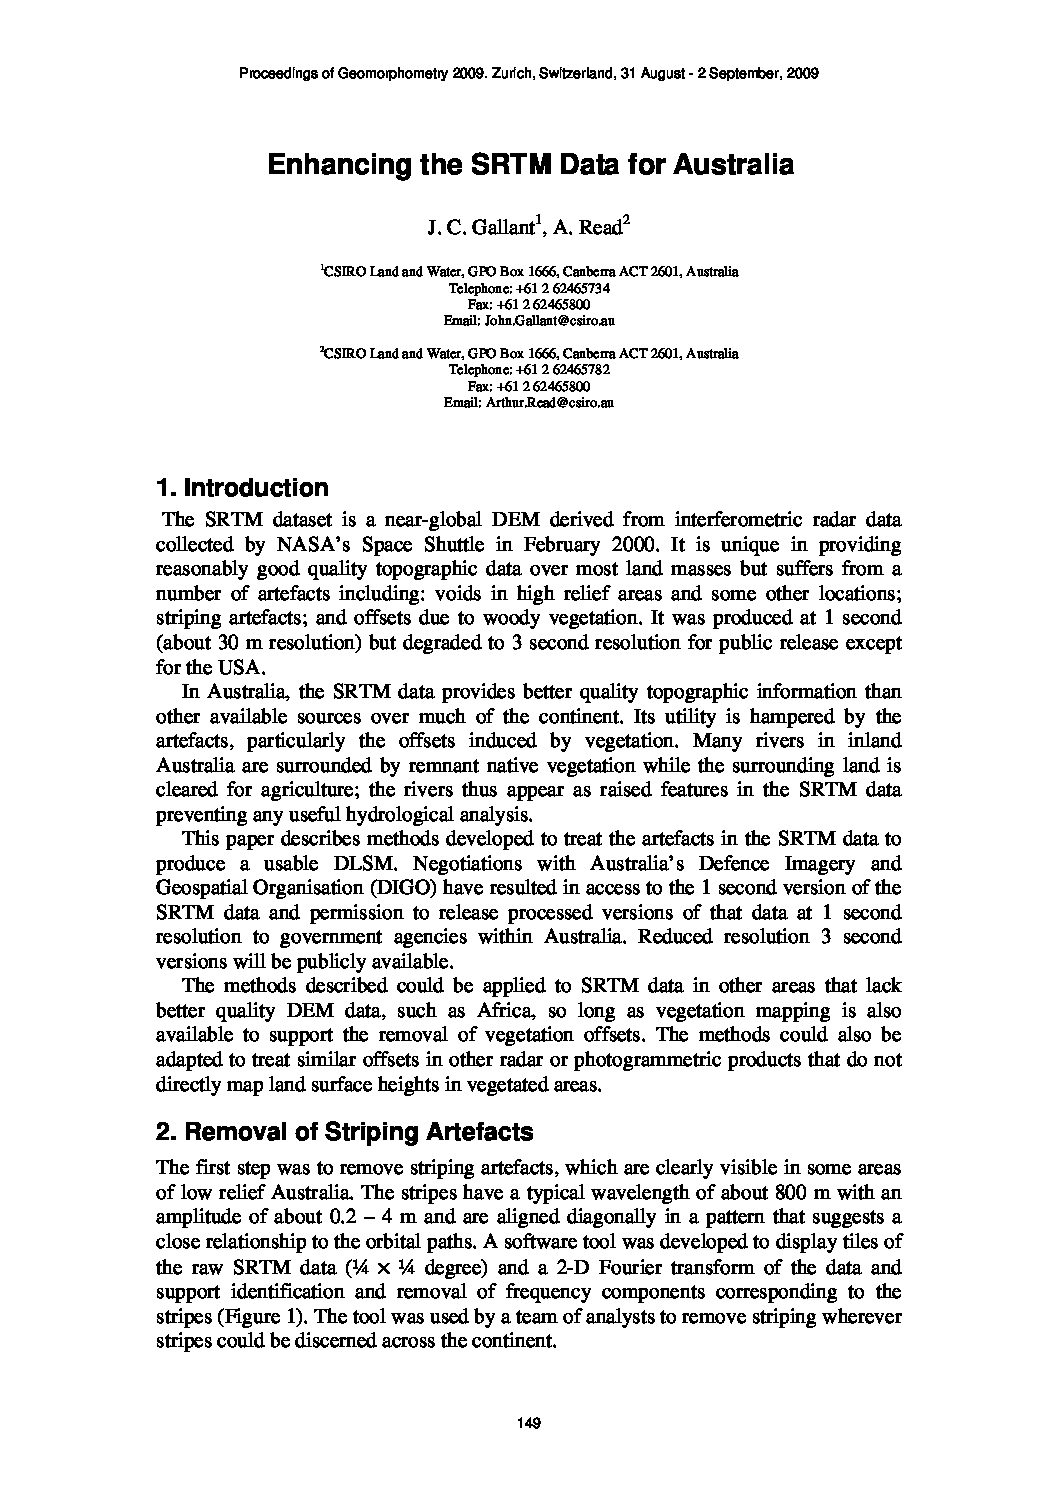 Proceedings of Geomorphometry 2009. Zurich, Switzerland, 31 August - 2 September, 2009
Enhancing the SRTM Data for Australia
J. C. Gallant1, A. Read2
1CSIRO Land and Water, GPO Box 1666, Canberra ACT 2601, Australia
Telephone: +61 2 62465734
Fax: +61 2 62465800
Email: John.Gallant@csiro.au
2CSIRO Land and Water, GPO Box 1666, Canberra ACT 2601, Australia
Telephone: +61 2 62465782
Fax: +61 2 62465800
Email: Arthur.Read@csiro.au
1. Introduction
The SRTM dataset is a near-global DEM derived from interferometric radar data
collected by NASA's Space Shuttle in February 2000. It is unique in providing
reasonably good quality topographic data over most land masses but suffers from a
number of artefacts including: voids in high relief areas and some other locations;
striping artefacts; and offsets due to woody vegetation. It was produced at 1 second
(about 30 m resolution) but degraded to 3 second resolution for public release except
for the USA.
In Australia, the SRTM data provides better quality topographic information than
other available sources over much of the continent. Its utility is hampered by the
artefacts, particularly the offsets induced by vegetation. Many rivers in inland
Australia are surrounded by remnant native vegetation while the surrounding land is
cleared for agriculture; the rivers thus appear as raised features in the SRTM data
preventing any useful hydrological analysis.
This paper describes methods developed to treat the artefacts in the SRTM data to
produce a usable DLSM. Negotiations with Australia's Defence Imagery and
Geospatial Organisation (DIGO) have resulted in access to the 1 second version of the
SRTM data and permission to release processed versions of that data at 1 second
resolution to government agencies within Australia. Reduced resolution 3 second
versions will be publicly available.
The methods described could be applied to SRTM data in other areas that lack
better quality DEM data, such as Africa, so long as vegetation mapping is also
available to support the removal of vegetation offsets. The methods could also be
adapted to treat similar offsets in other radar or photogrammetric products that do not
directly map land surface heights in vegetated areas.
2. Removal of Striping Artefacts
The first step was to remove striping artefacts, which are clearly visible in some areas
of low relief Australia. The stripes have a typical wavelength of about 800 m with an
amplitude of about 0.2 – 4 m and are aligned diagonally in a pattern that suggests a
close relationship to the orbital paths. A software tool was developed to display tiles of
the raw SRTM data (¼ × ¼ degree) and a 2-D Fourier transform of the data and
support identification and removal of frequency components corresponding to the
stripes (Figure 1). The tool was used by a team of analysts to remove striping wherever
stripes could be discerned across the continent.
149